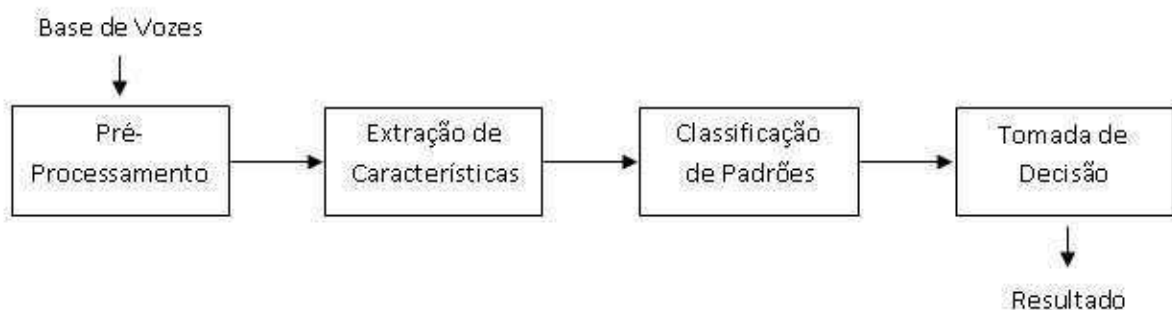 Base de Vozes
Pré-
Processamento
Extração de
Características
Classificação
de Padrões
Tomada de
Decisão
Resultado